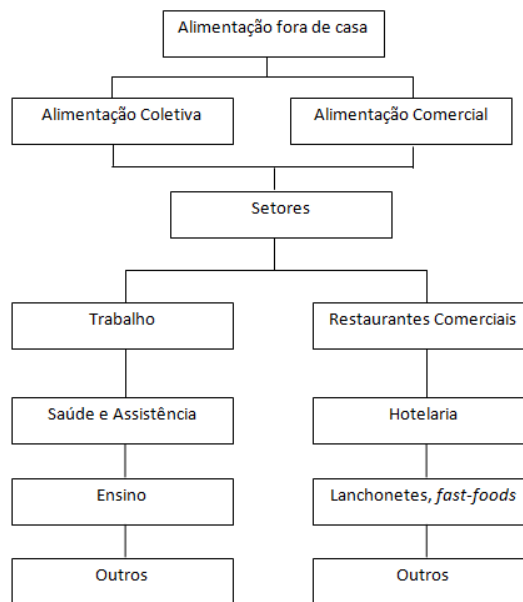 Alimentação fora de casa
Alimentação Coletiva
Alimentação Comercial
Setores
Trabalho
Restaurantes Comerciais
Saúde e Assistência
Hotelaria
Ensino
Lanchonetes, fast-foods
Outros
Outros